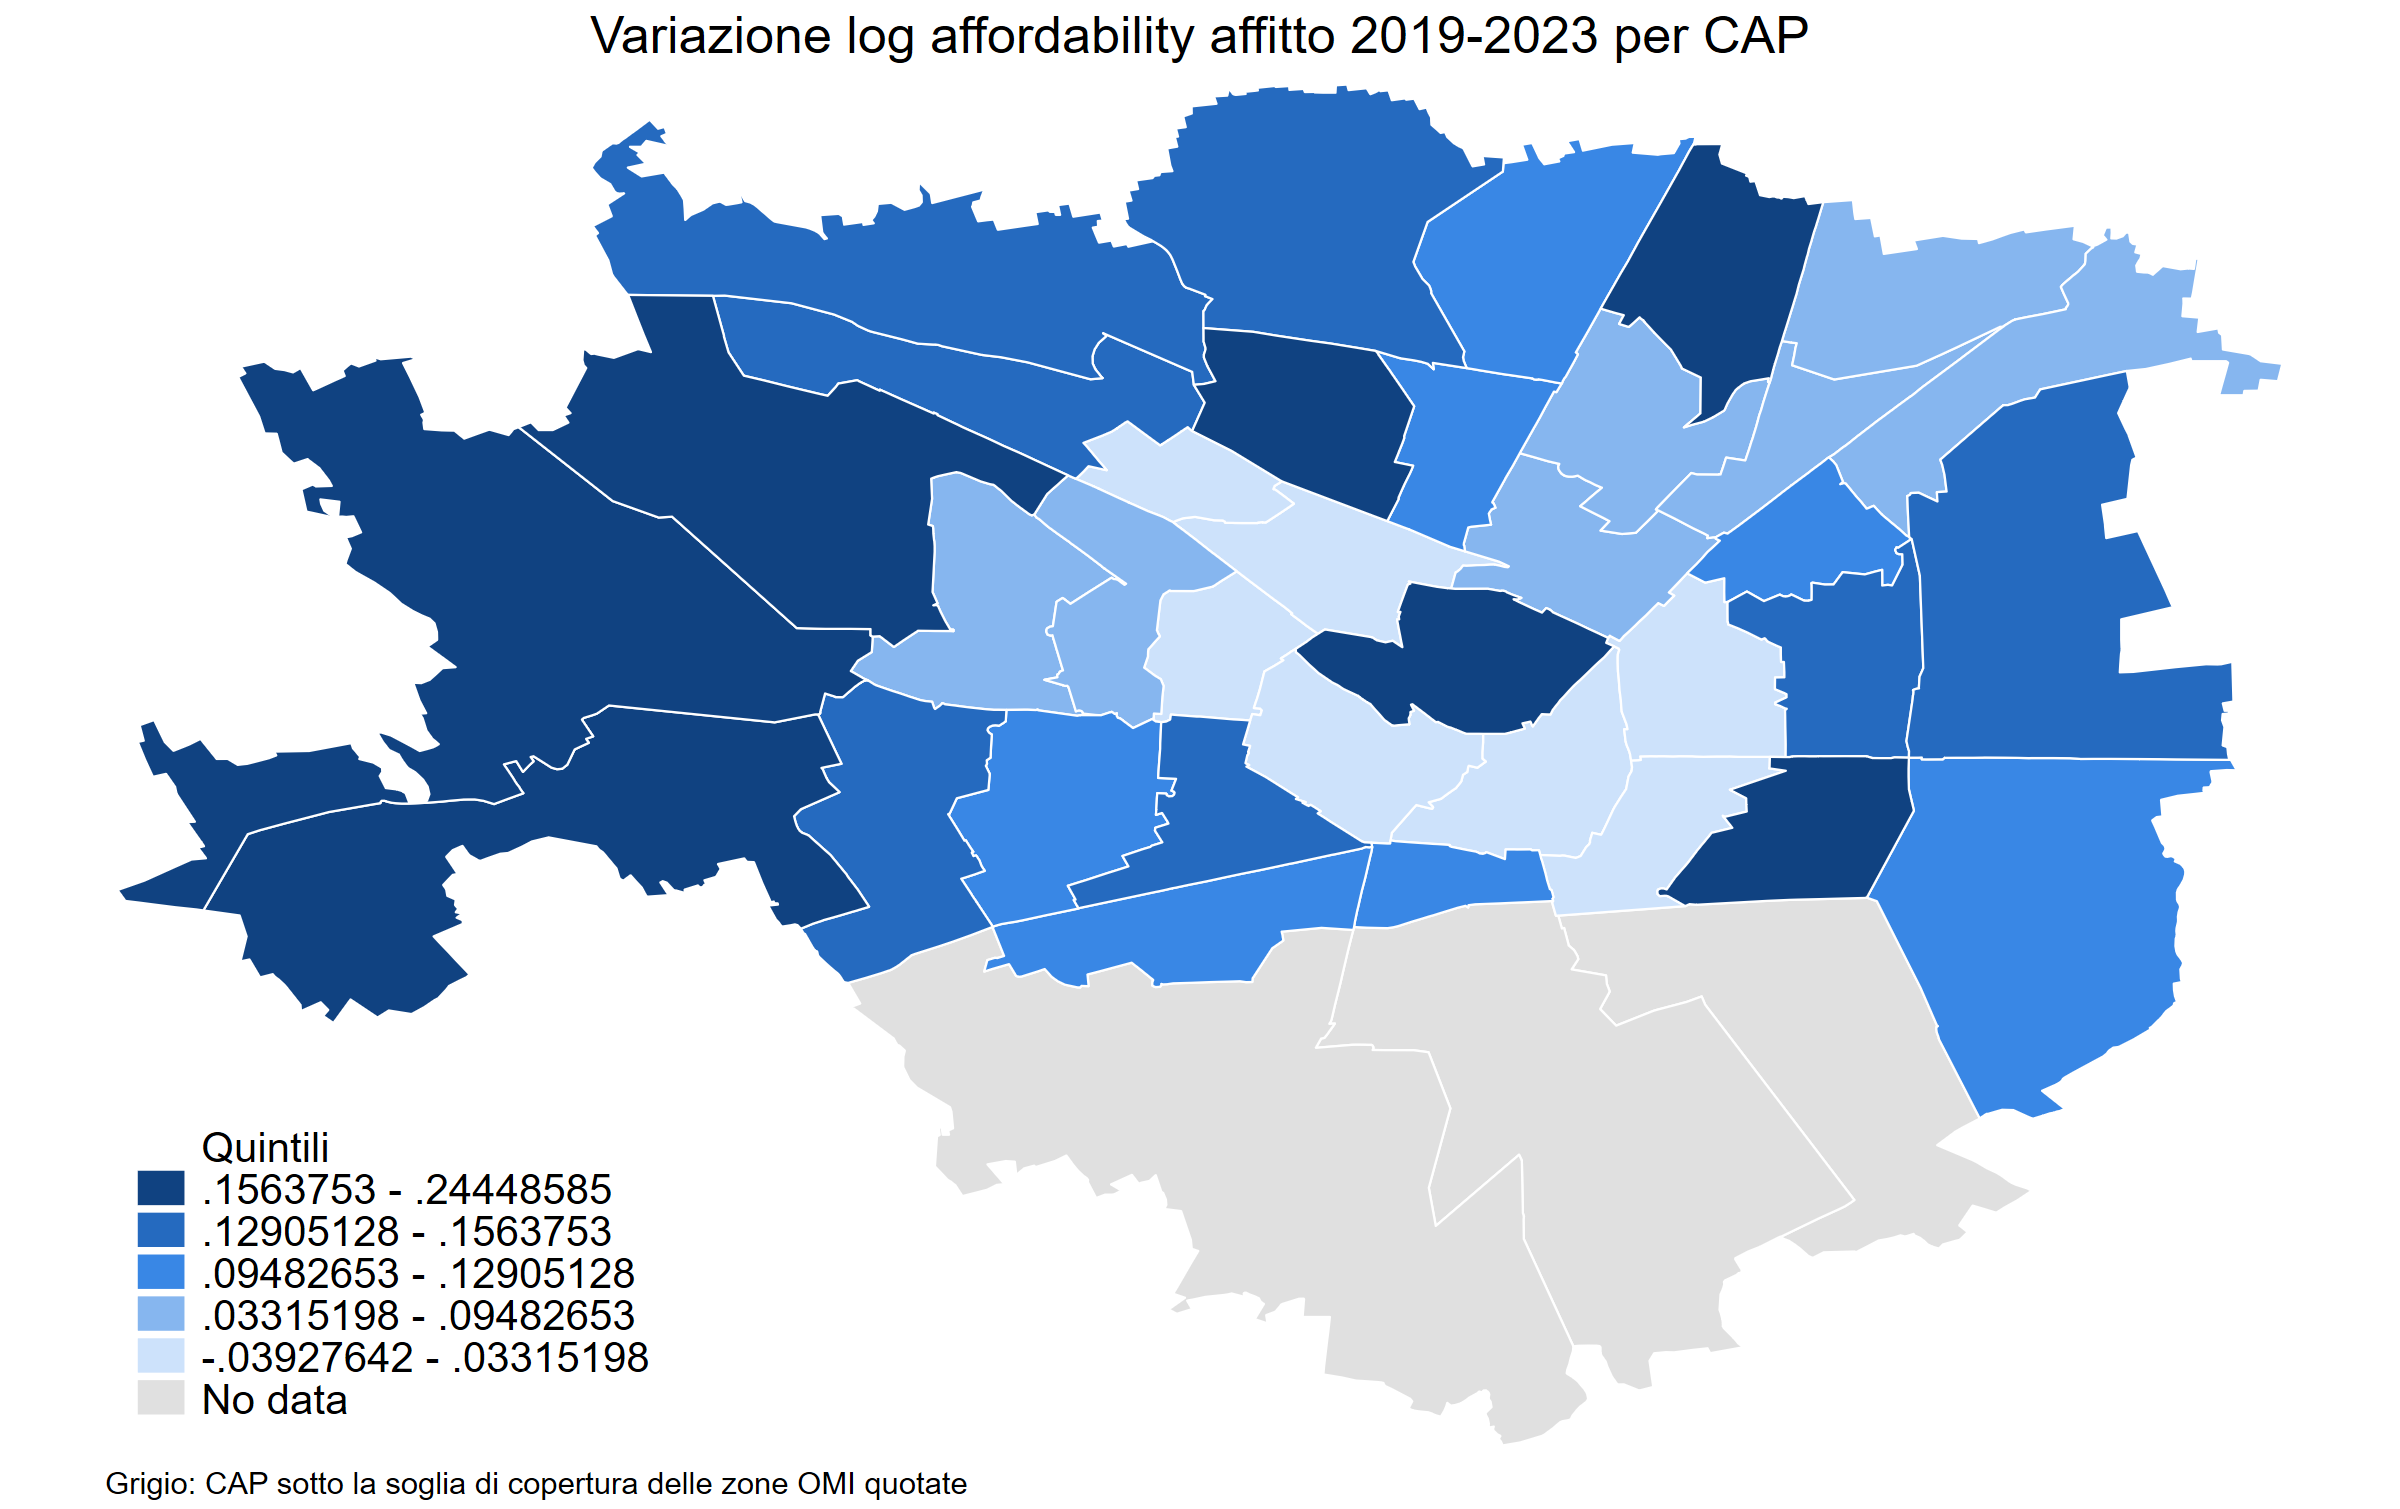 Variazione log affordability affitto 2019-2023 per CAP
Quintili
.1563753 - .24448585
.12905128 - .1563753
.09482653 - .12905128
.03315198 - .09482653
-.03927642 - .03315198
No data
Grigio: CAP sotto la soglia di copertura delle zone OMI quotate